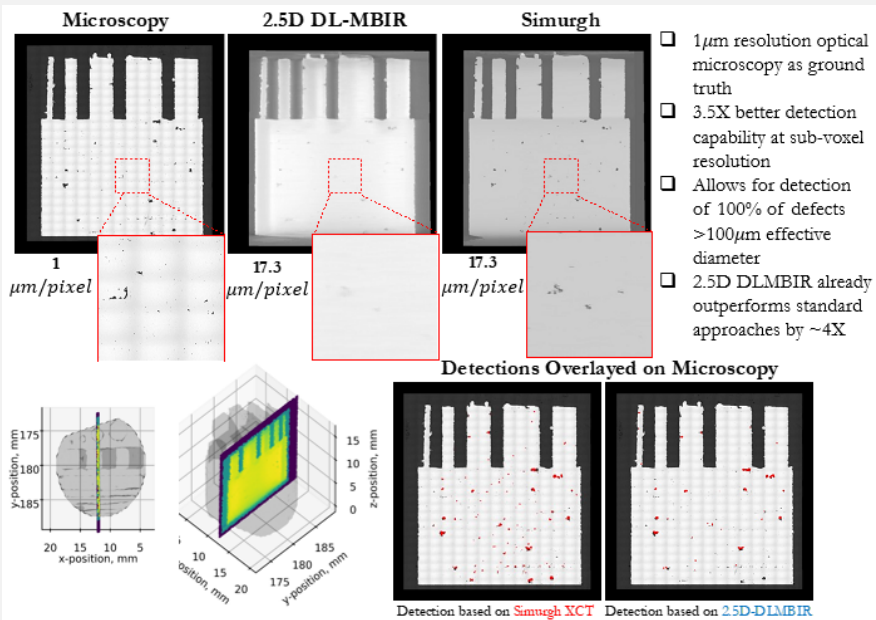 Microscopy
2.5D DL-MBIR
Simurgh
1
μm/pixel
17.3
μm/pixel
17.3
μm/pixel
❑ 1μm resolution optical
microscopy as ground
truth
❑ 3.5X better detection
capability at sub-voxel
resolution
❑ Allows for detection
of 100% of defects
>100μm effective
diameter
❑ 2.5D DLMBIR already
outperforms standard
approaches by ~4X
175
180
185
y-position, mm
20
15
10
5
x-position, mm
15
10
5
0
z-position, mm
10
15
20
position, mm
175
180
185
y-position, mm
Detections Overlayed on Microscopy
Detection based on Simurgh XCT
Detection based on 2.5D-DLMBIR